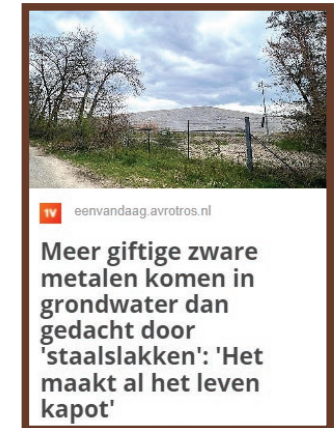 1V eenvandaag.avrotros.nl
Meer giftige zware
metalen komen in
grondwater dan
gedacht door
'staalslakken': 'Het
maakt al het leven
kapot'